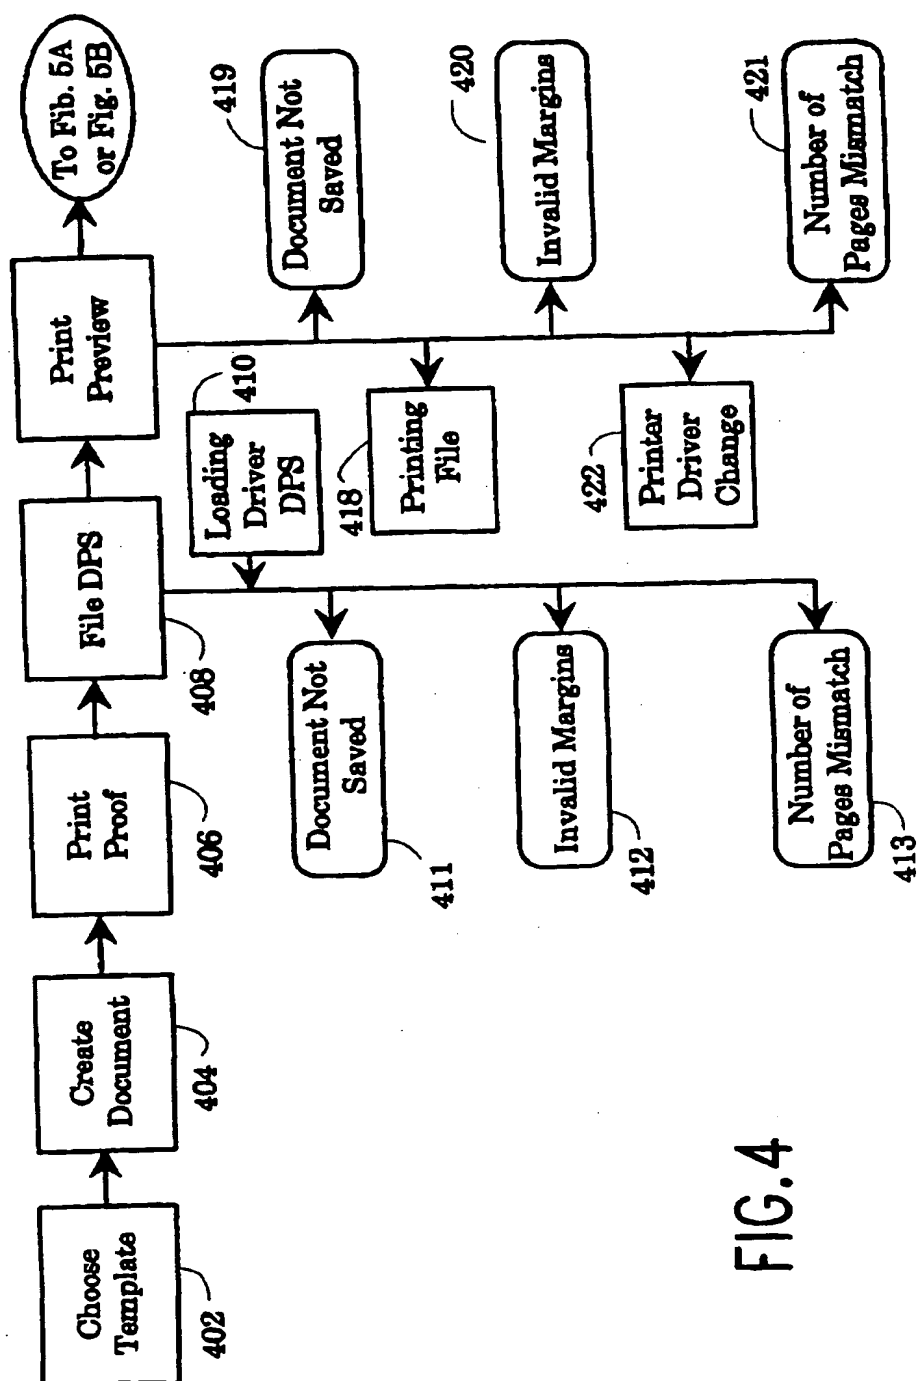 Choose
Template
402
Create
Document
404
Print
Proof
406
File DPS
408
Print
Preview
To Fib. 5A
or Fig. 5B
Loading
Driver
DPS
410
Document Not
Saved
411
Invalid Margins
412
Number of
Pages Mismatch
413
Printing
File
418
Document Not
Saved
419
Invalid Margins
420
Number of
Pages Mismatch
421
Printer
Driver
Change
422
FIG.4